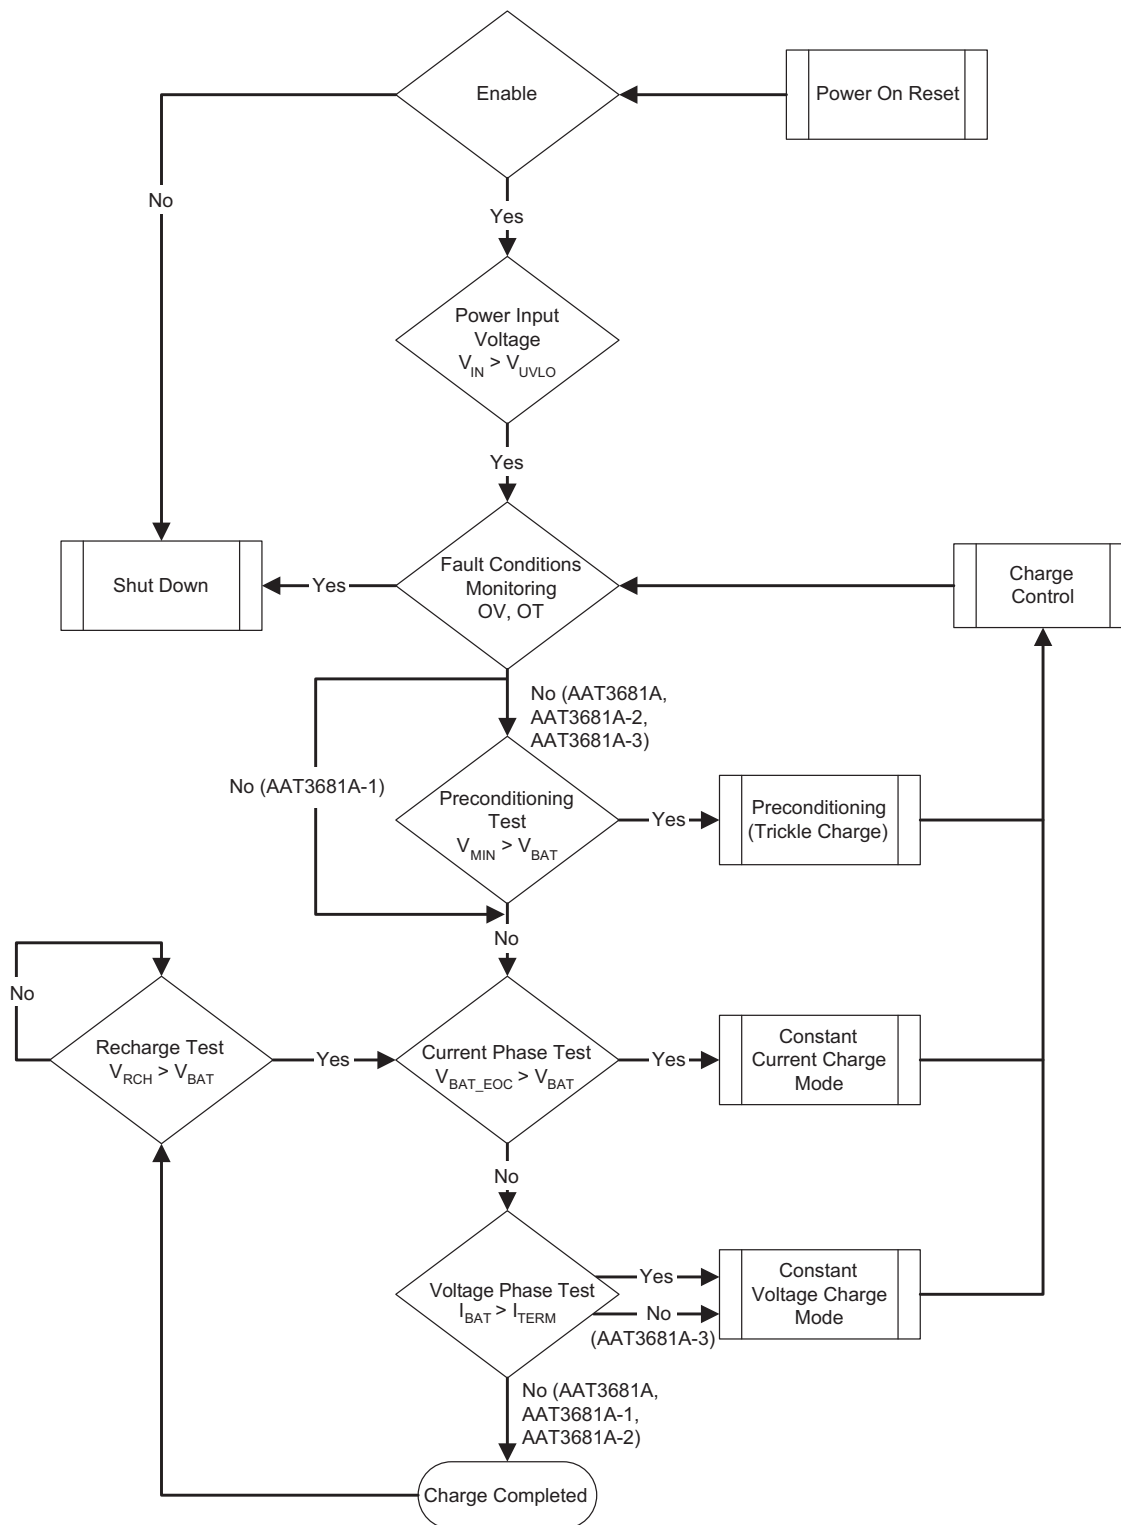 Enable
Power On Reset
No
Yes
Power Input
Voltage
V_IN > V_UVLO
Yes
Shut Down
Yes
Fault Conditions
Monitoring
OV, OT
Charge
Control
No (AAT3681A,
AAT3681A-2,
AAT3681A-3)
No (AAT3681A-1)
Preconditioning
Test
V_MIN > V_BAT
Yes
Preconditioning
(Trickle Charge)
No
No
Recharge Test
V_RCH > V_BAT
Yes
Current Phase Test
V_BAT_EOC > V_BAT
Yes
Constant
Current Charge
Mode
No
Voltage Phase Test
I_BAT > I_TERM
Yes
No
(AAT3681A-3)
Constant
Voltage Charge
Mode
No (AAT3681A,
AAT3681A-1,
AAT3681A-2)
Charge Completed